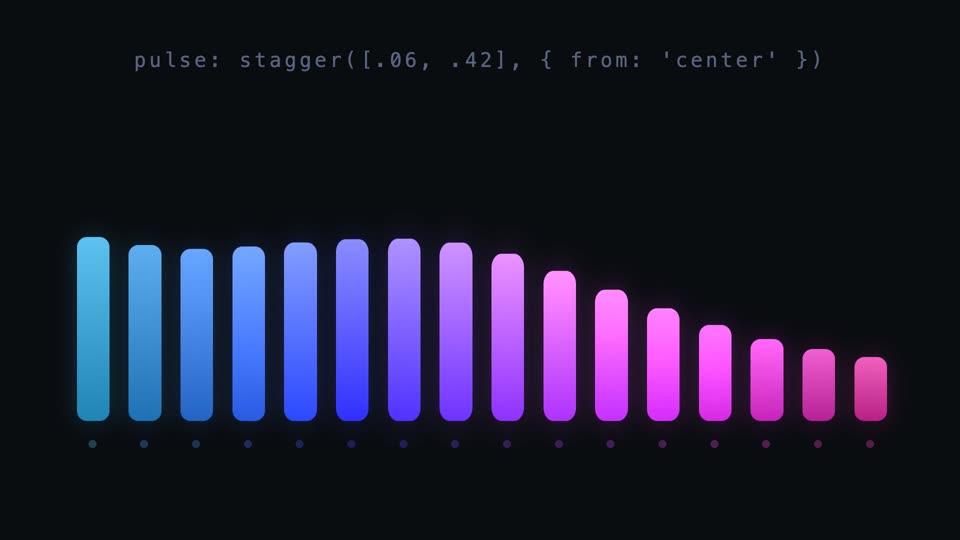 pulse: stagger([.06, .42], { from: 'center' })